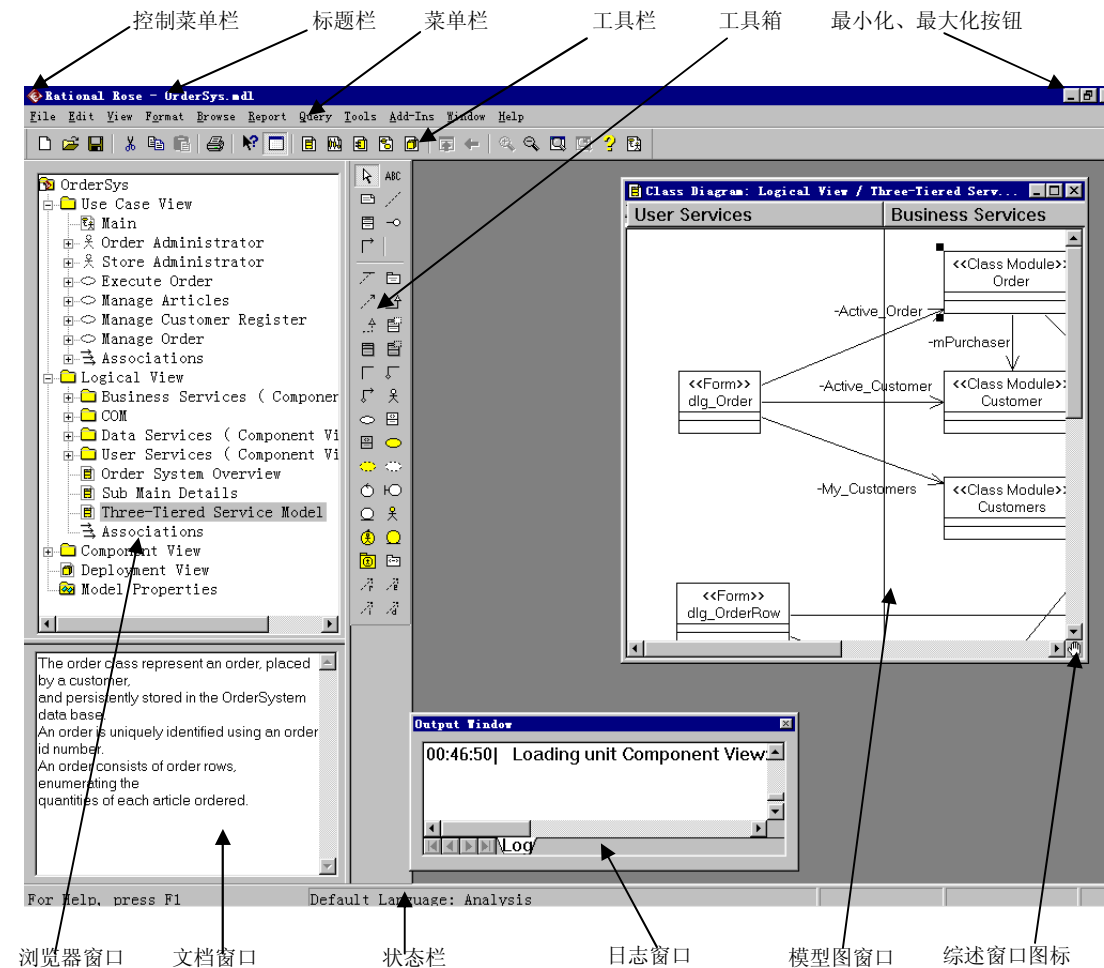 控制菜单栏 标题栏 菜单栏 工具栏 工具箱 最小化、最大化按钮
Rational Rose - OrderSys.mdl
File Edit View Format Browse Report Query Tools Add-Ins Window Help
ABC
OrderSys
Use Case View
Main
Order Administrator
Store Administrator
Execute Order
Manage Articles
Manage Customer Register
Manage Order
Associations
Logical View
Business Services ( Componer
COM
Data Services ( Component Vi
User Services ( Component Vi
Order System Overview
Sub Main Details
Three-Tiered Service Model
Associations
Component View
Deployment View
Model Properties
The order class represent an order, placed
by a customer,
and persistently stored in the OrderSystem
data base.
An order is uniquely identified using an order
id number.
An order consists of order rows,
enumerating the
quantities of each article ordered.
Class Diagram: Logical View / Three-Tiered Serv...
User Services Business Services
<<Class Module>>
Order
-Active_Order
-mPurchaser
<<Form>>
dlg_Order
-Active_Customer
<<Class Module>>
Customer
-My_Customers
<<Class Module>>
Customers
<<Form>>
dlg_OrderRow
Output Window
00:46:50| Loading unit Component View:
Log
For Help, press F1 Default Language: Analysis
浏览器窗口 文档窗口 状态栏 日志窗口 模型图窗口 综述窗口图标